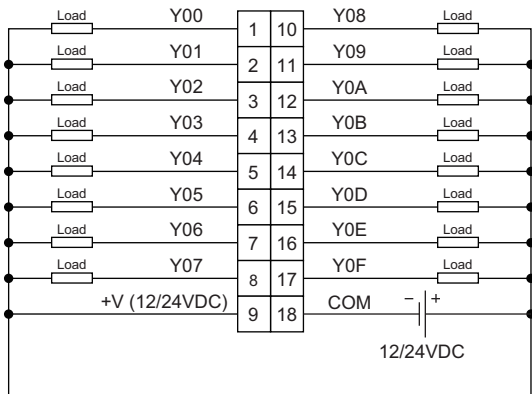 Load Y00 1 10 Y08 Load
Load Y01 2 11 Y09 Load
Load Y02 3 12 Y0A Load
Load Y03 4 13 Y0B Load
Load Y04 5 14 Y0C Load
Load Y05 6 15 Y0D Load
Load Y06 7 16 Y0E Load
Load Y07 8 17 Y0F Load
+V (12/24VDC) 9 18 COM − +
12/24VDC